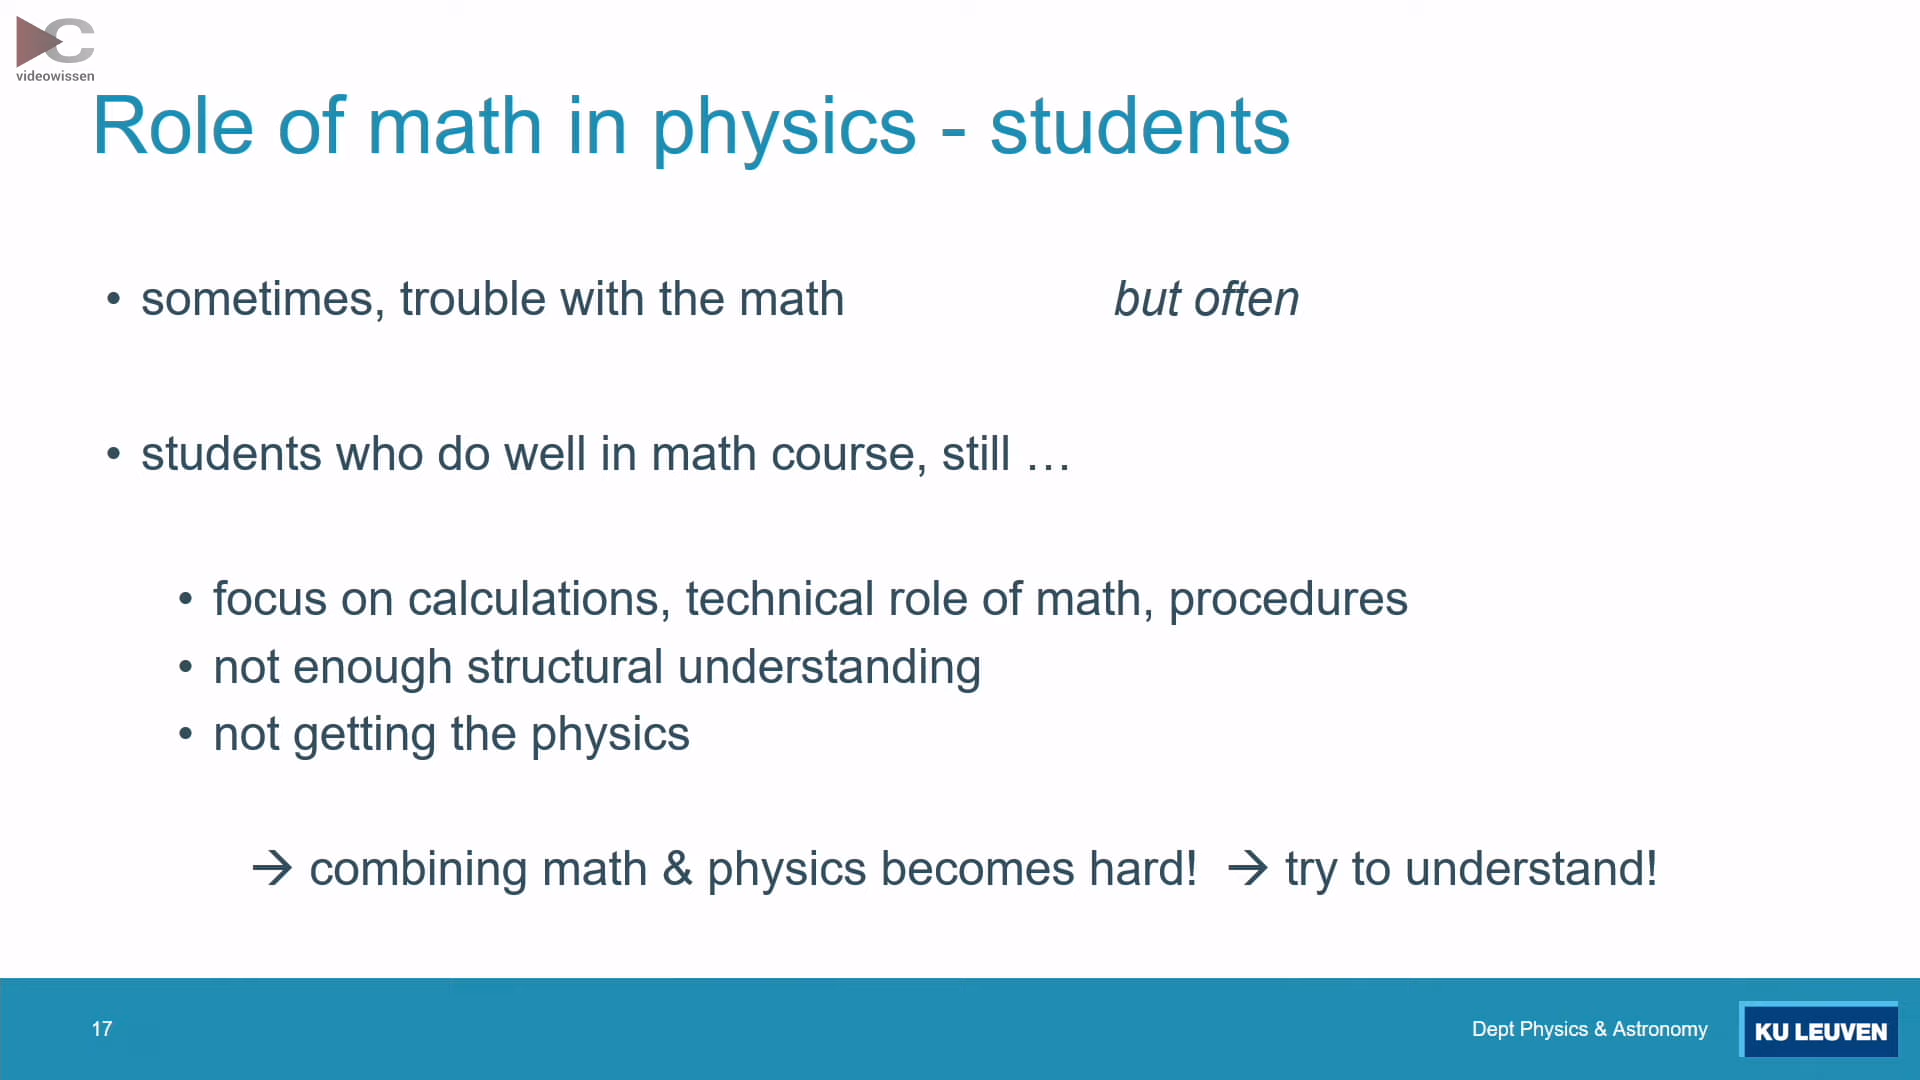 C
videowissen
Role of math in physics - students
• sometimes, trouble with the math but often
• students who do well in math course, still …
• focus on calculations, technical role of math, procedures
• not enough structural understanding
• not getting the physics
→ combining math & physics becomes hard! → try to understand!
17
Dept Physics & Astronomy
KU LEUVEN